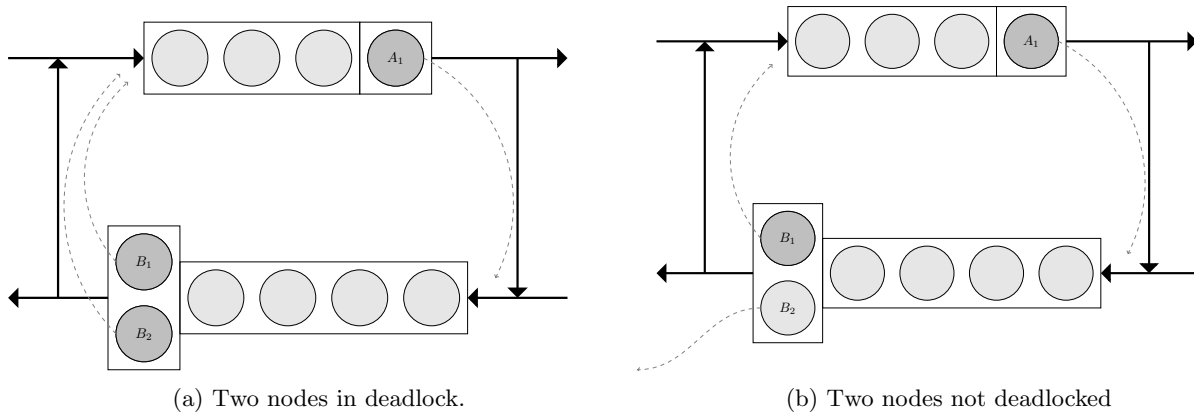 A₁
B₁
B₂
(a) Two nodes in deadlock.
A₁
B₁
B₂
(b) Two nodes not deadlocked